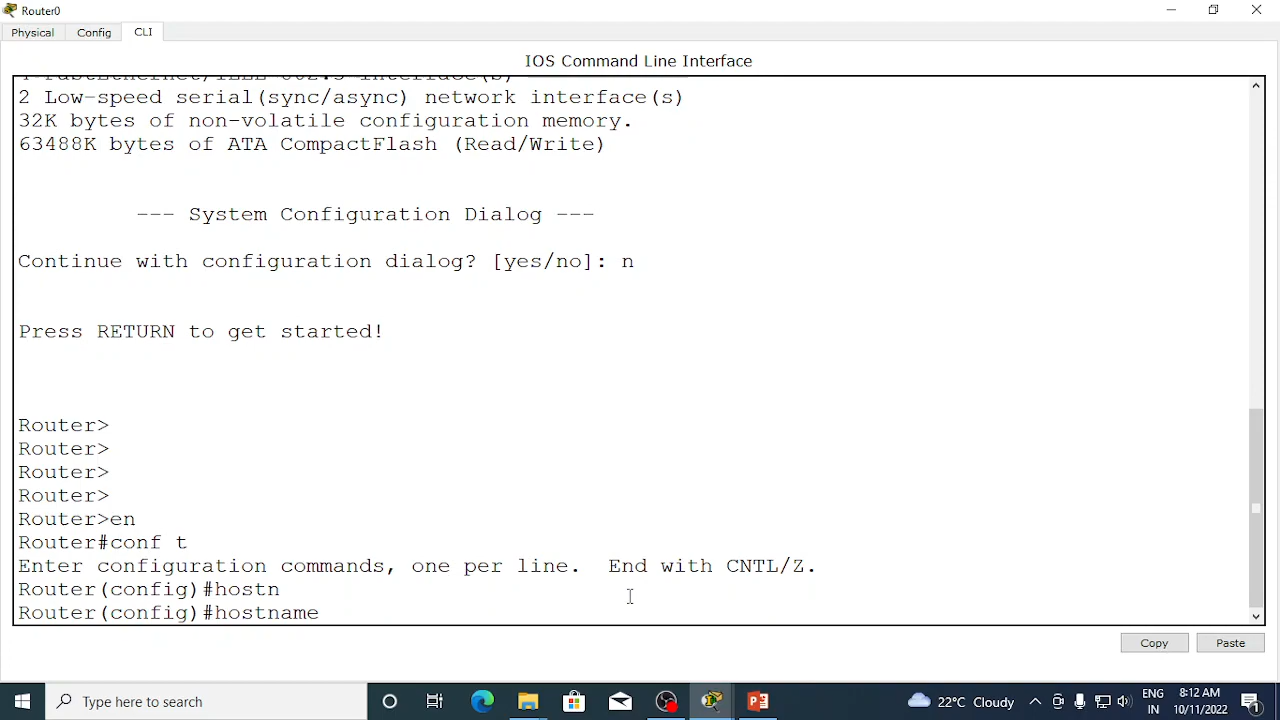 Router0
Physical Config CLI
IOS Command Line Interface
2 Low-speed serial(sync/async) network interface(s)
32K bytes of non-volatile configuration memory.
63488K bytes of ATA CompactFlash (Read/Write)
--- System Configuration Dialog ---
Continue with configuration dialog? [yes/no]: n
Press RETURN to get started!
Router>
Router>
Router>
Router>
Router>en
Router#conf t
Enter configuration commands, one per line.  End with CNTL/Z.
Router(config)#hostn
Router(config)#hostname
Copy Paste
Type here to search
22°C Cloudy
ENG
IN
8:12 AM
10/11/2022
1